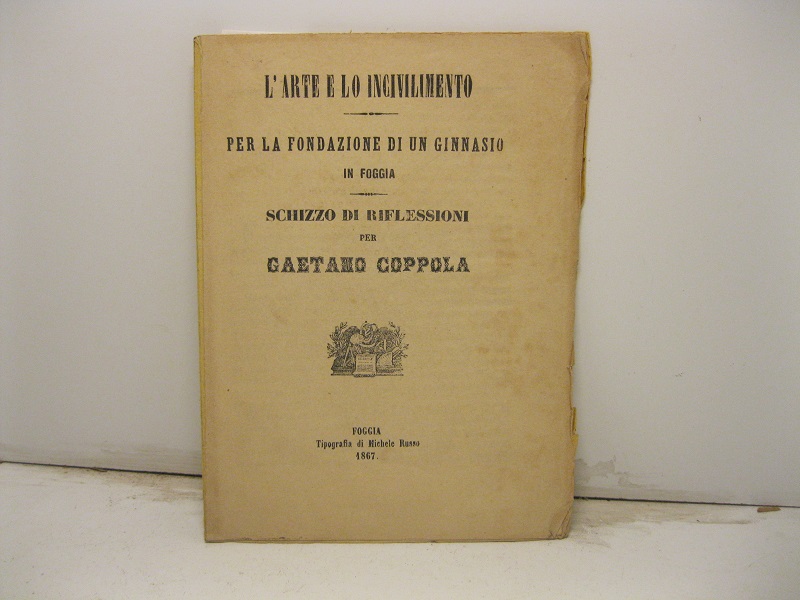 L'ARTE E LO INCIVILIMENTO
PER LA FONDAZIONE DI UN GINNASIO
IN FOGGIA
SCHIZZO DI RIFLESSIONI
PER
GAETANO COPPOLA
FOGGIA
Tipografia di Michele Russo
1867.